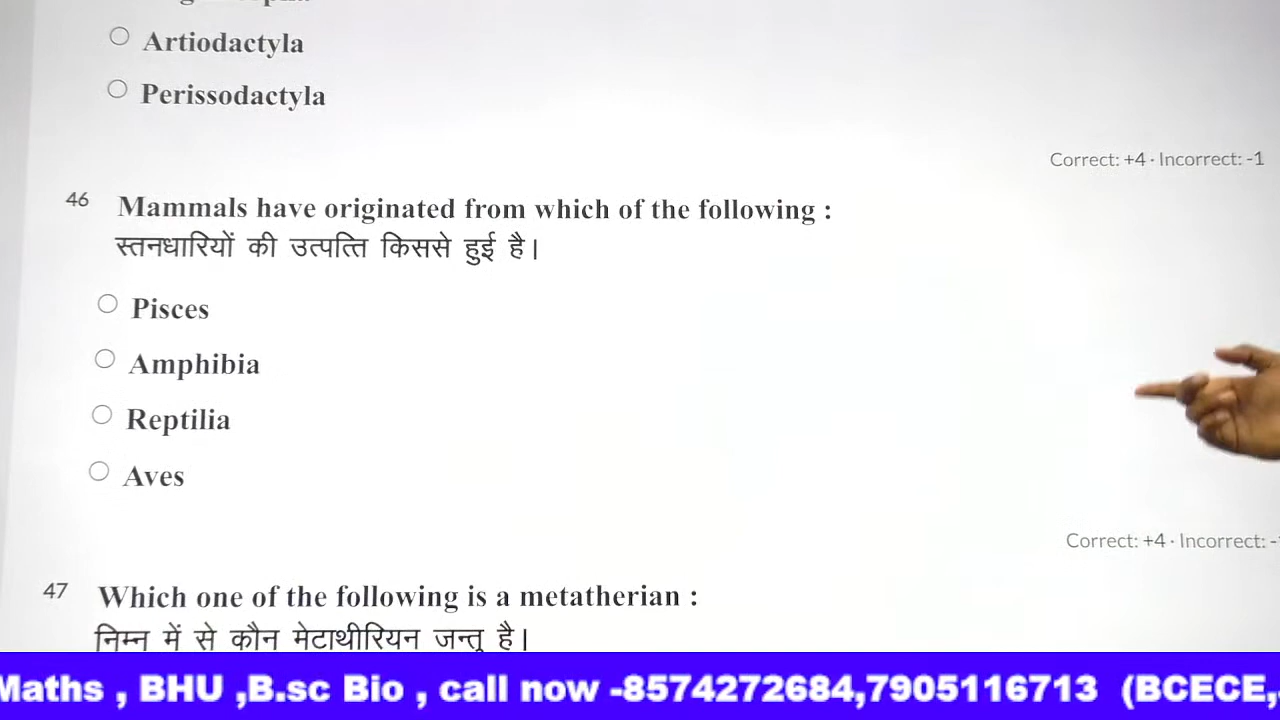 Artiodactyla
Perissodactyla
Correct: +4 · Incorrect: -1
46 Mammals have originated from which of the following :
स्तनधारियों की उत्पत्ति किससे हुई है।
Pisces
Amphibia
Reptilia
Aves
Correct: +4 · Incorrect: -
47 Which one of the following is a metatherian :
निम्न में से कौन मेटाथीरियन जन्तु है।
Maths , BHU ,B.sc Bio , call now -8574272684,7905116713 (BCECE,